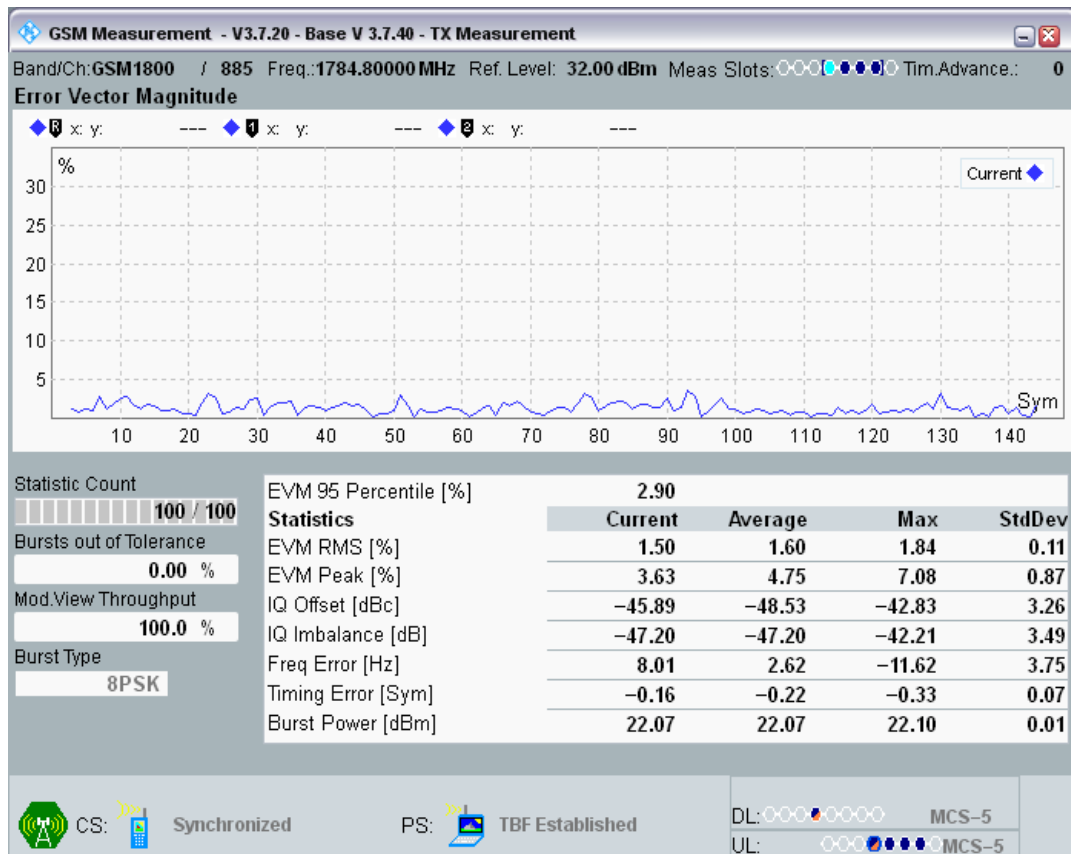 GSM Measurement - V3.7.20 - Base V 3.7.40 - TX Measurement
Band/Ch:GSM1800 / 885 Freq.:1784.80000 MHz Ref. Level: 32.00 dBm Meas Slots: Tim.Advance.: 0
Error Vector Magnitude
R x: y: --- 1 x: y: --- 2 x: y: ---
%
Current
30
25
20
15
10
5
Sym
10 20 30 40 50 60 70 80 90 100 110 120 130 140
Statistic Count
100 / 100
Bursts out of Tolerance
0.00 %
Mod.View Throughput
100.0 %
Burst Type
8PSK
EVM 95 Percentile [%] 2.90
Statistics Current Average Max StdDev
EVM RMS [%] 1.50 1.60 1.84 0.11
EVM Peak [%] 3.63 4.75 7.08 0.87
IQ Offset [dBc] −45.89 −48.53 −42.83 3.26
IQ Imbalance [dB] −47.20 −47.20 −42.21 3.49
Freq Error [Hz] 8.01 2.62 −11.62 3.75
Timing Error [Sym] −0.16 −0.22 −0.33 0.07
Burst Power [dBm] 22.07 22.07 22.10 0.01
CS: Synchronized PS: TBF Established
DL: MCS−5
UL: MCS−5